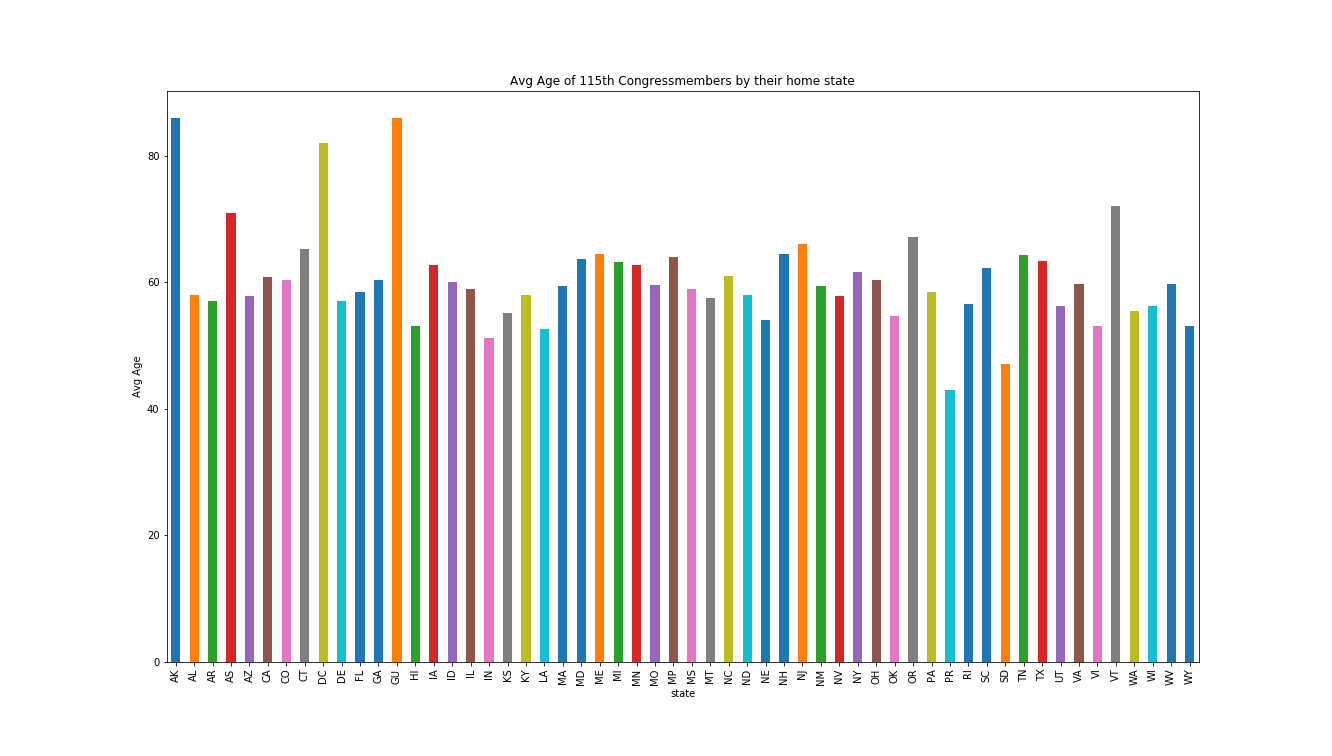 Avg Age of 115th Congressmembers by their home state
Avg Age
80
60
40
20
0
AK AL AR AS AZ CA CO CT DC DE FL GA GU HI IA ID IL IN KS KY LA MA MD ME MI MN MO MP MS MT NC ND NE NH NJ NM NV NY OH OK OR PA PR RI SC SD TN TX UT VA VI VT WA WI WV WY
state